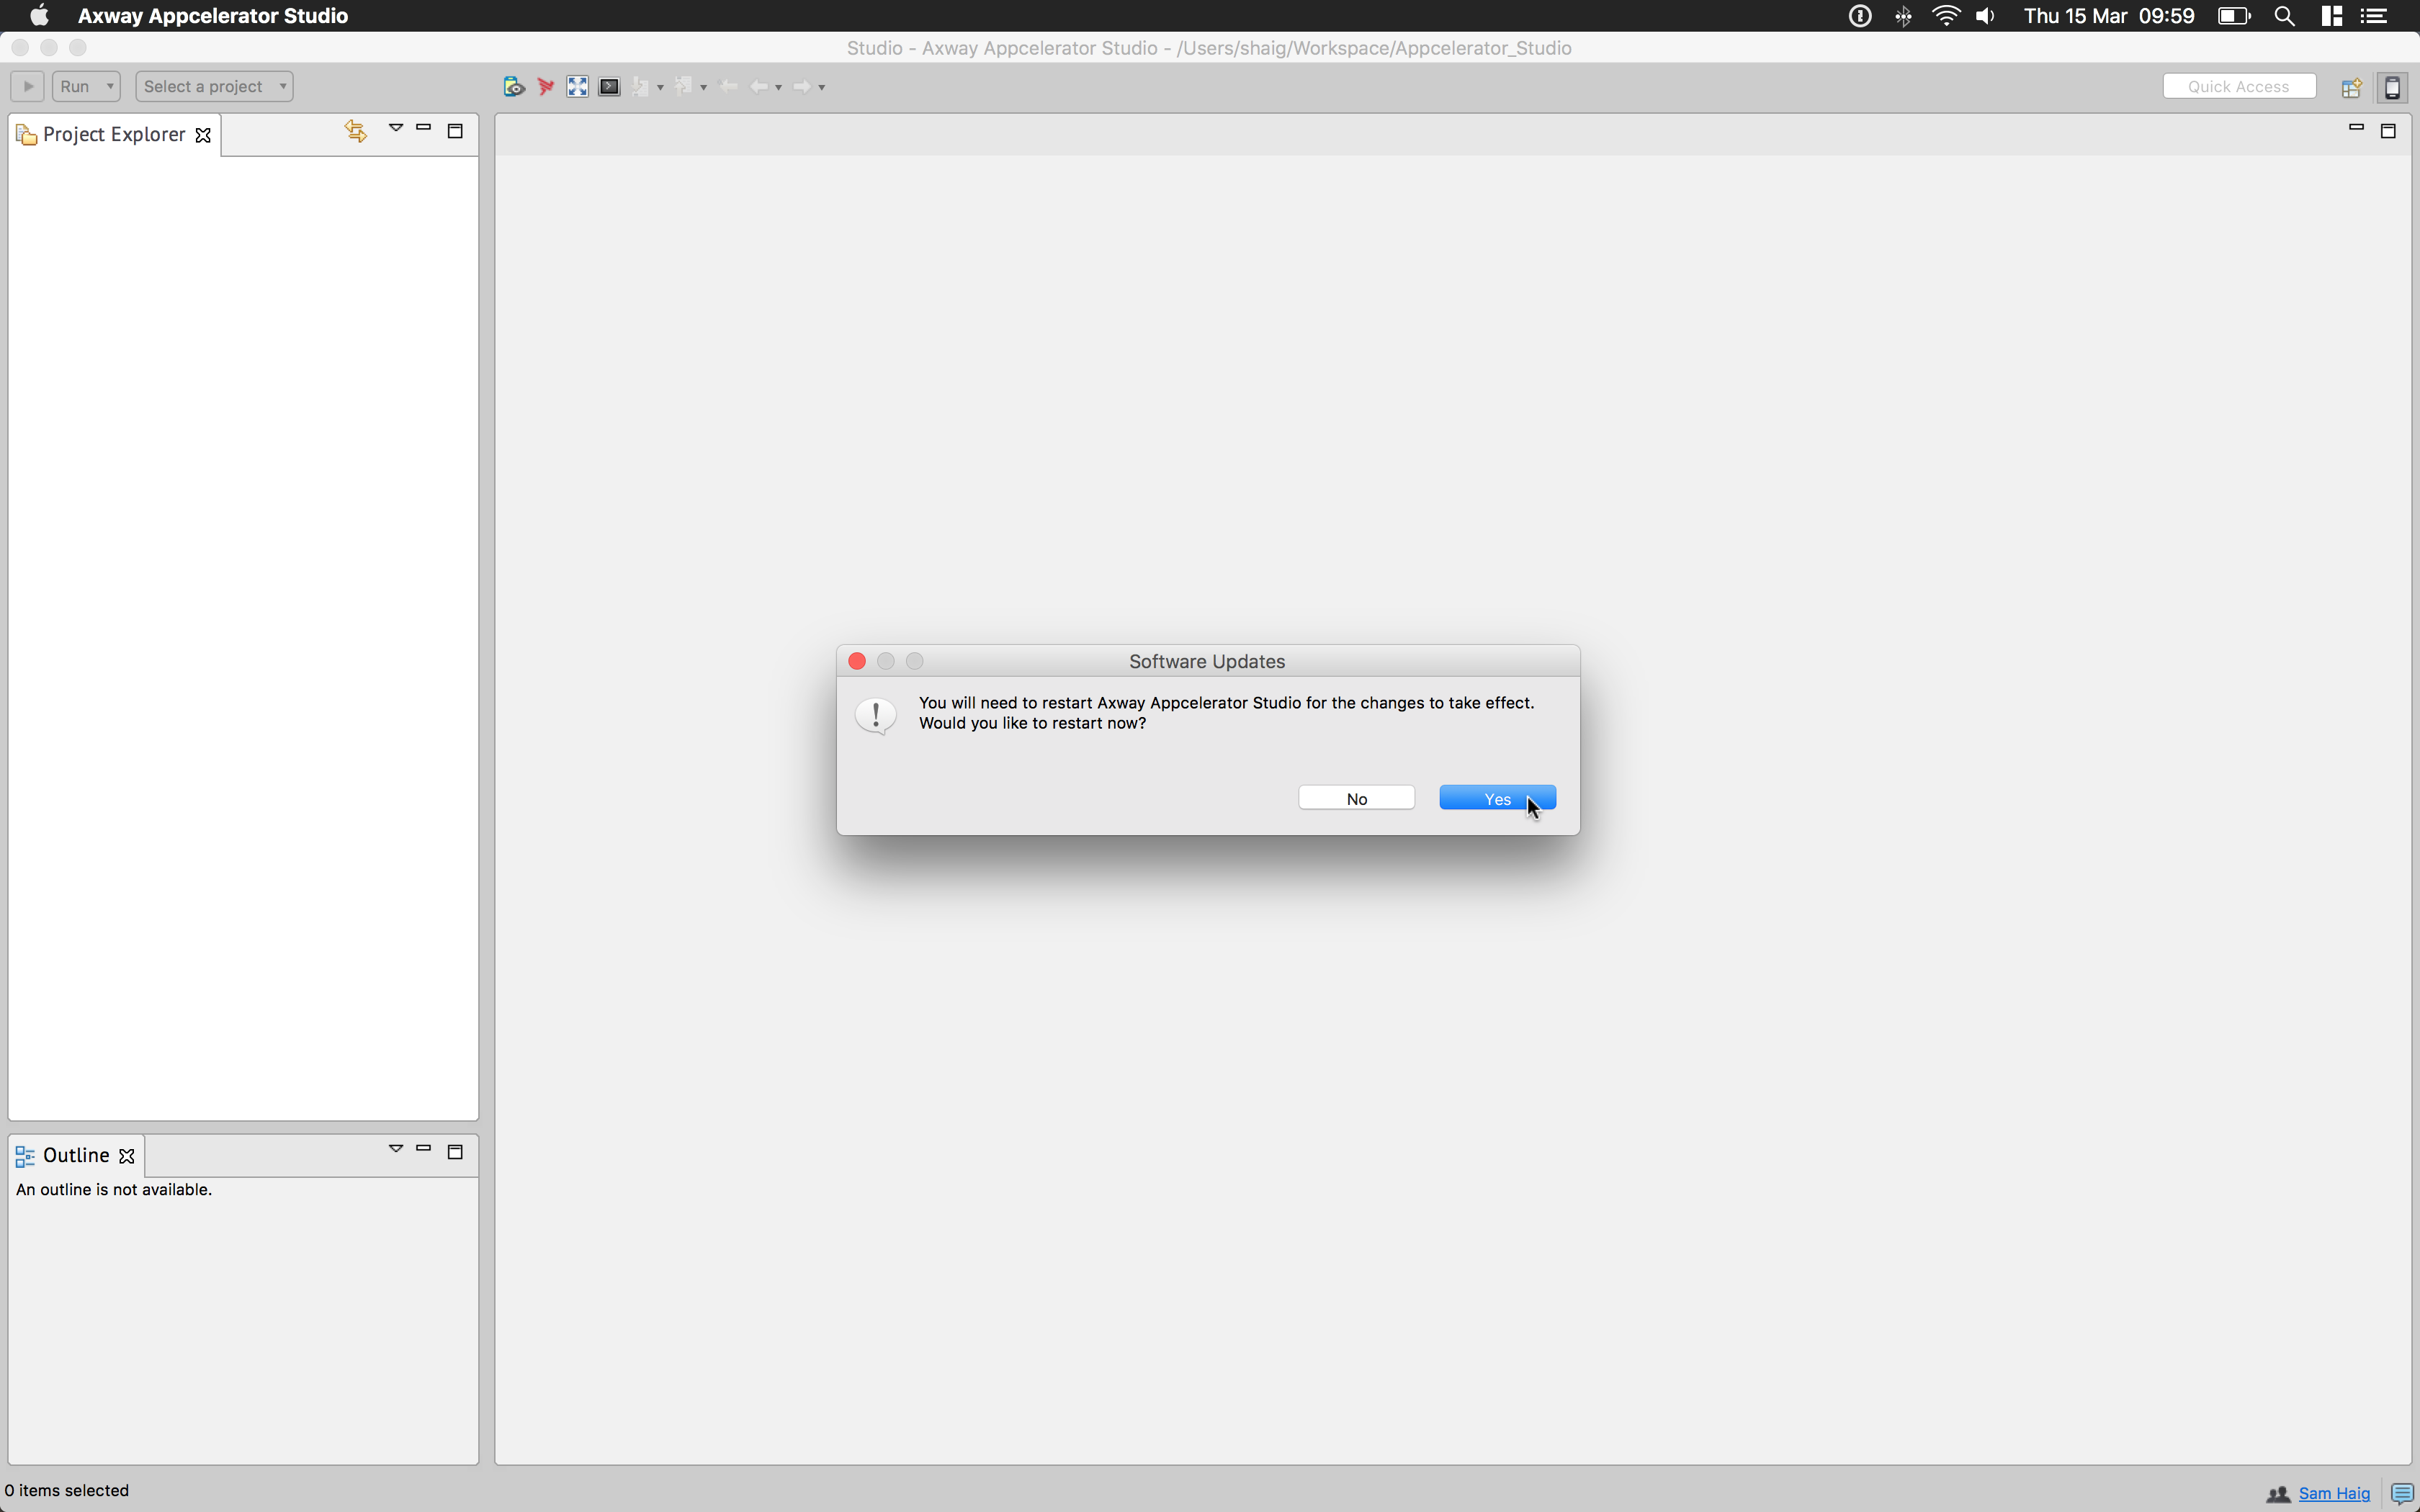 Axway Appcelerator Studio
Thu 15 Mar 09:59
Studio - Axway Appcelerator Studio - /Users/shaig/Workspace/Appcelerator_Studio
Run
Select a project
Quick Access
Project Explorer
Software Updates
You will need to restart Axway Appcelerator Studio for the changes to take effect.
Would you like to restart now?
No
Yes
Outline
An outline is not available.
0 items selected
Sam Haig